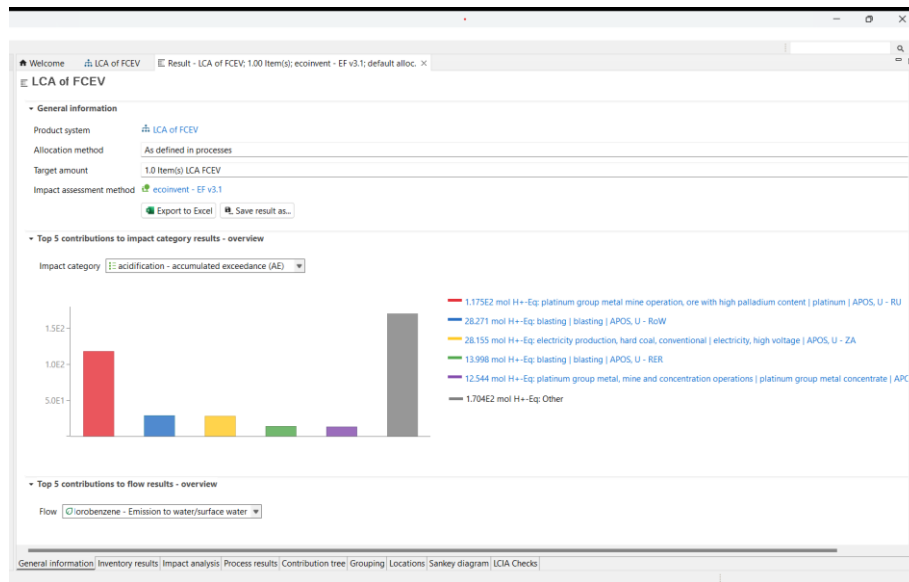 Welcome LCA of FCEV Result - LCA of FCEV; 1.00 Item(s); ecoinvent - EF v3.1; default alloc.
LCA of FCEV
General information
Product system LCA of FCEV
Allocation method As defined in processes
Target amount 1.0 Item(s) LCA FCEV
Impact assessment method ecoinvent - EF v3.1
Export to Excel Save result as...
Top 5 contributions to impact category results - overview
Impact category acidification - accumulated exceedance (AE)
1.175E2 mol H+-Eq: platinum group metal mine operation, ore with high palladium content | platinum | APOS, U - RU
28.271 mol H+-Eq: blasting | blasting | APOS, U - RoW
28.155 mol H+-Eq: electricity production, hard coal, conventional | electricity, high voltage | APOS, U - ZA
13.998 mol H+-Eq: blasting | blasting | APOS, U - RER
12.544 mol H+-Eq: platinum group metal, mine and concentration operations | platinum group metal concentrate | APC
1.704E2 mol H+-Eq: Other
1.5E2
1.0E2
5.0E1
Top 5 contributions to flow results - overview
Flow orobenzene - Emission to water/surface water
General information Inventory results Impact analysis Process results Contribution tree Grouping Locations Sankey diagram LCIA Checks